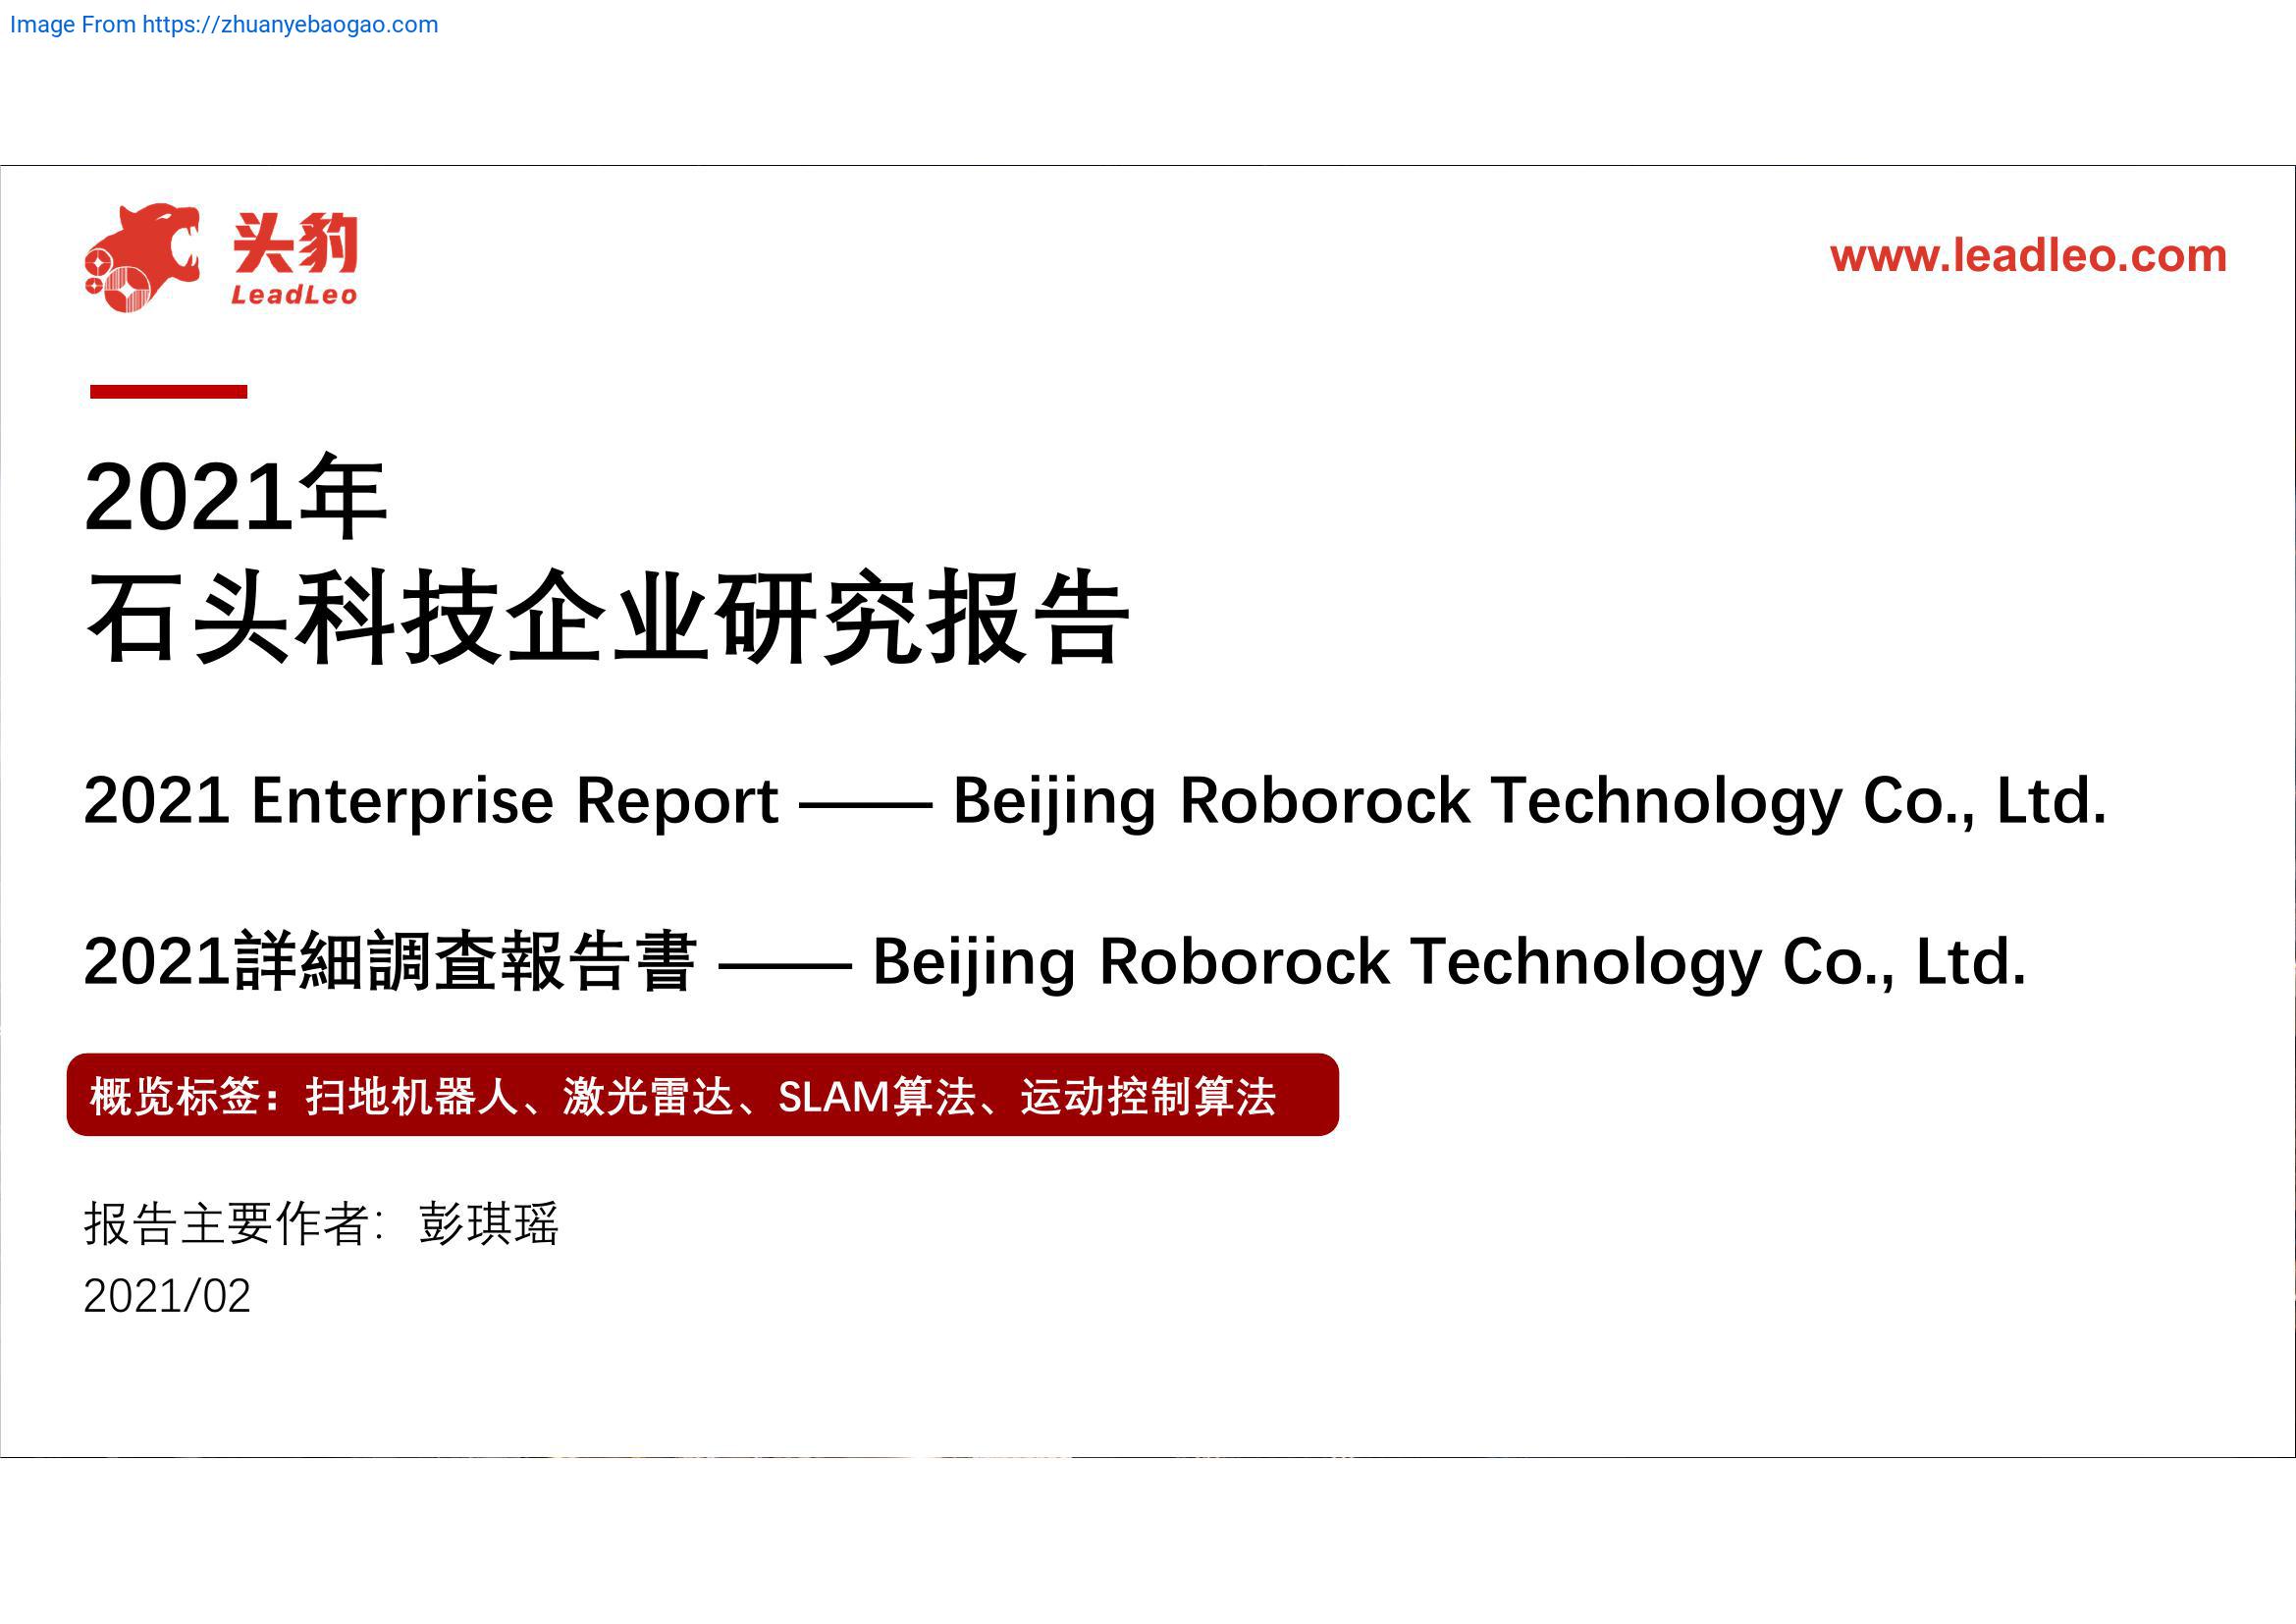 Image From https://zhuanyebaogao.com
头豹
LeadLeo
www.leadleo.com
2021年
石头科技企业研究报告
2021 Enterprise Report —— Beijing Roborock Technology Co., Ltd.
2021詳細調査報告書 —— Beijing Roborock Technology Co., Ltd.
概览标签：扫地机器人、激光雷达、SLAM算法、运动控制算法
报告主要作者：彭琪瑶
2021/02